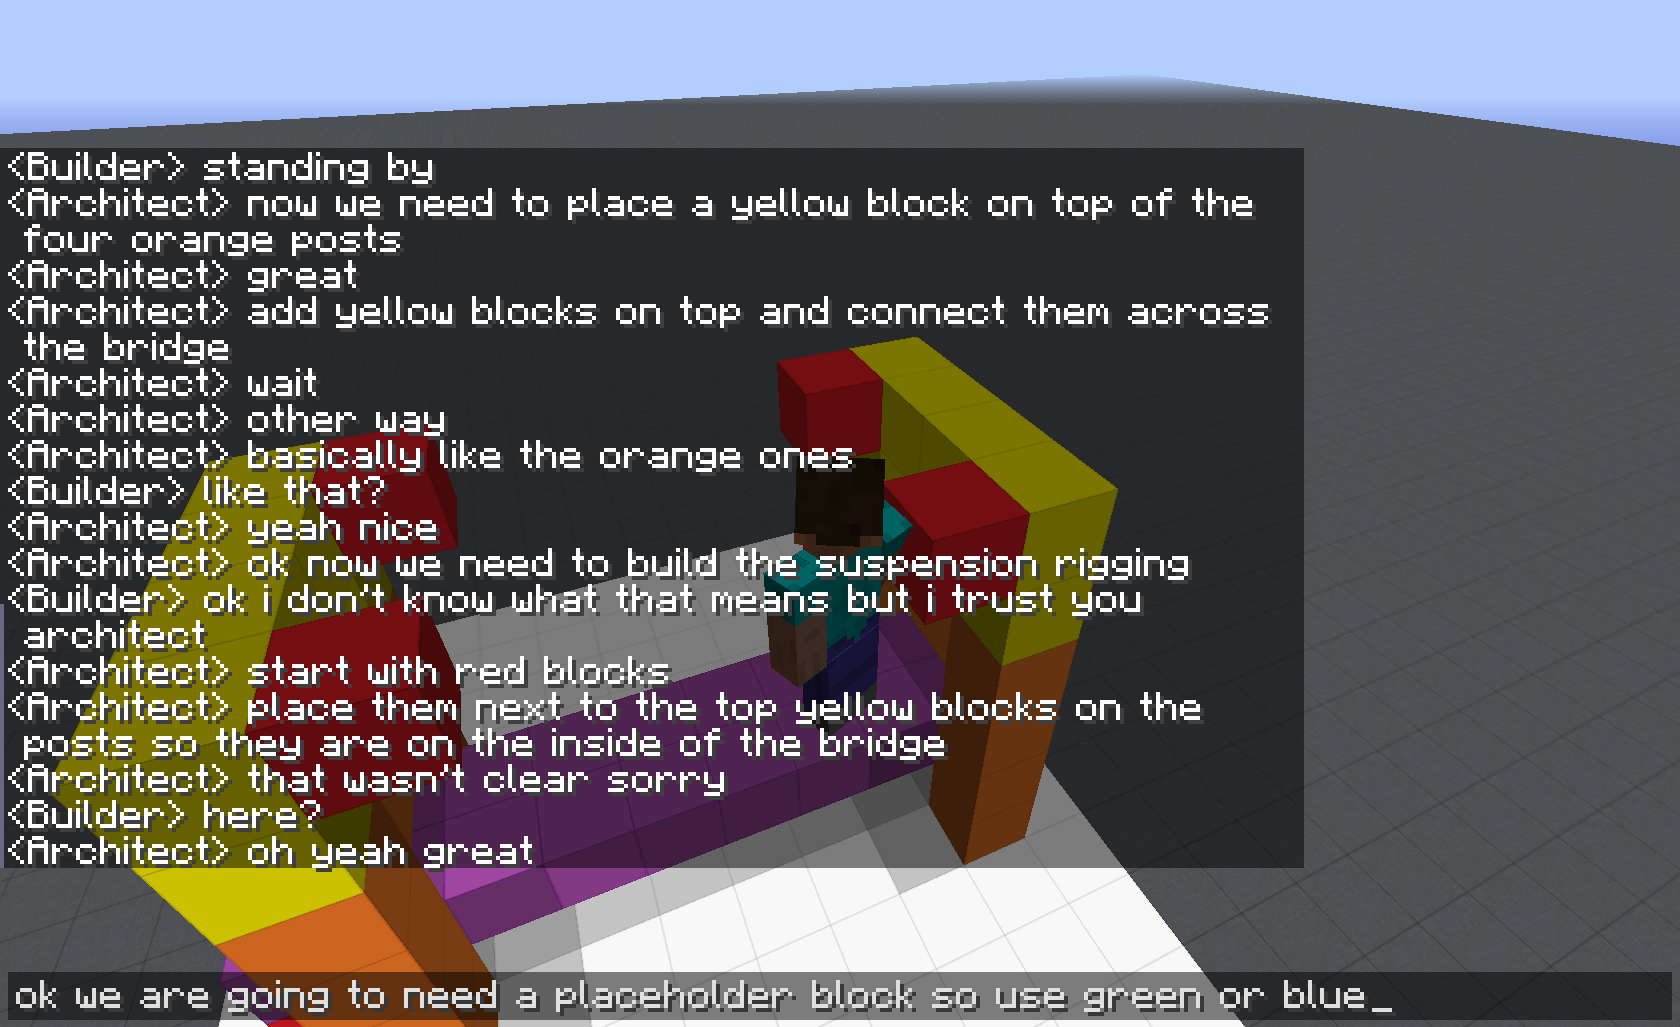 <Builder> standing by
<Architect> now we need to place a yellow block on top of the
four orange posts
<Architect> great
<Architect> add yellow blocks on top and connect them across
the bridge
<Architect> wait
<Architect> other way
<Architect> basically like the orange ones
<Builder> like that?
<Architect> yeah nice
<Architect> ok now we need to build the suspension rigging
<Builder> ok i don't know what that means but i trust you
architect
<Architect> start with red blocks
<Architect> place them next to the top yellow blocks on the
posts so they are on the inside of the bridge
<Architect> that wasn't clear sorry
<Builder> here?
<Architect> oh yeah great
ok we are going to need a placeholder block so use green or blue_